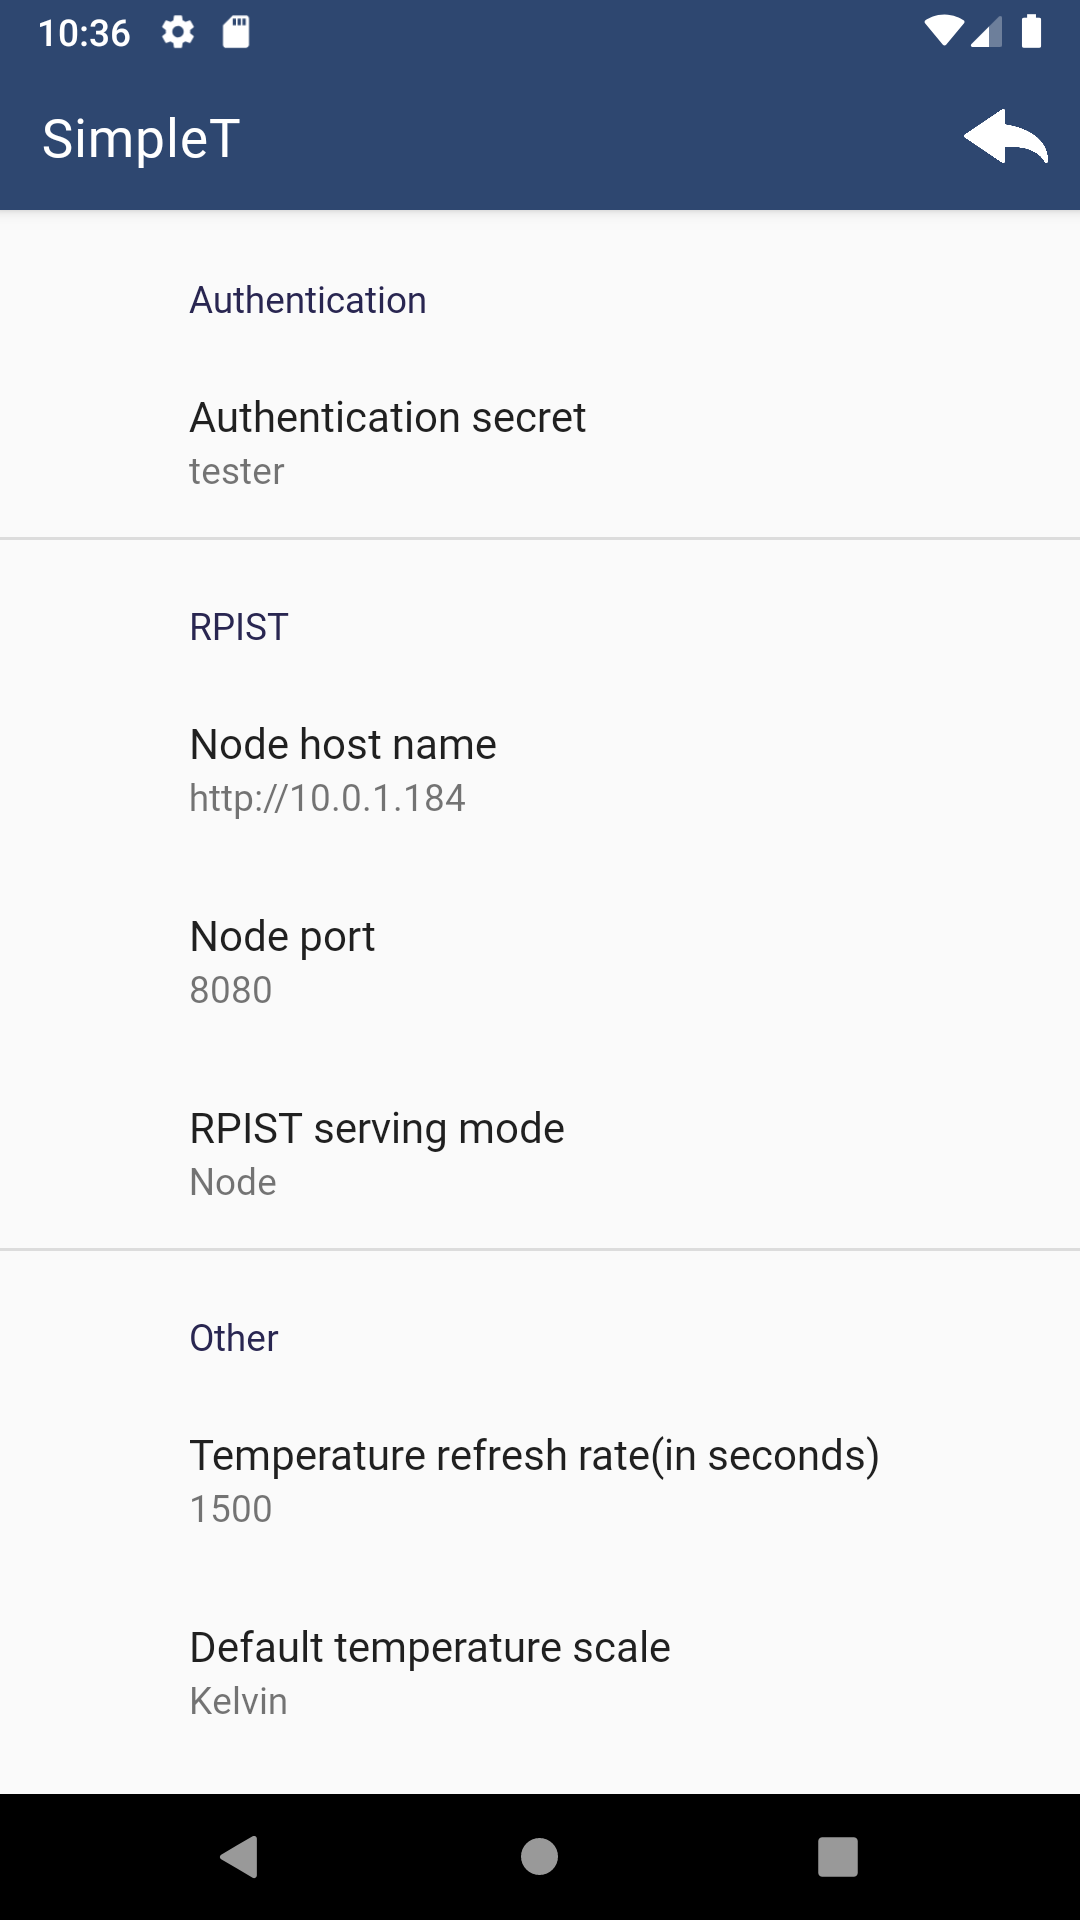 10:36
SimpleT
Authentication
Authentication secret
tester
RPIST
Node host name
http://10.0.1.184
Node port
8080
RPIST serving mode
Node
Other
Temperature refresh rate(in seconds)
1500
Default temperature scale
Kelvin